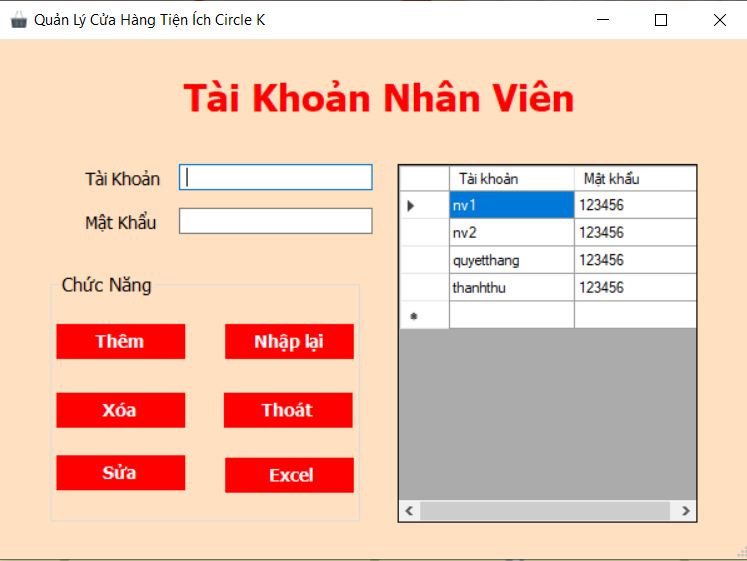 Quản Lý Cửa Hàng Tiện Ích Circle K
Tài Khoản Nhân Viên
Tài Khoản
Mật Khẩu
Chức Năng
Thêm
Nhập lại
Xóa
Thoát
Sửa
Excel
Tài khoản Mật khẩu
nv1 123456
nv2 123456
quyetthang 123456
thanhthu 123456